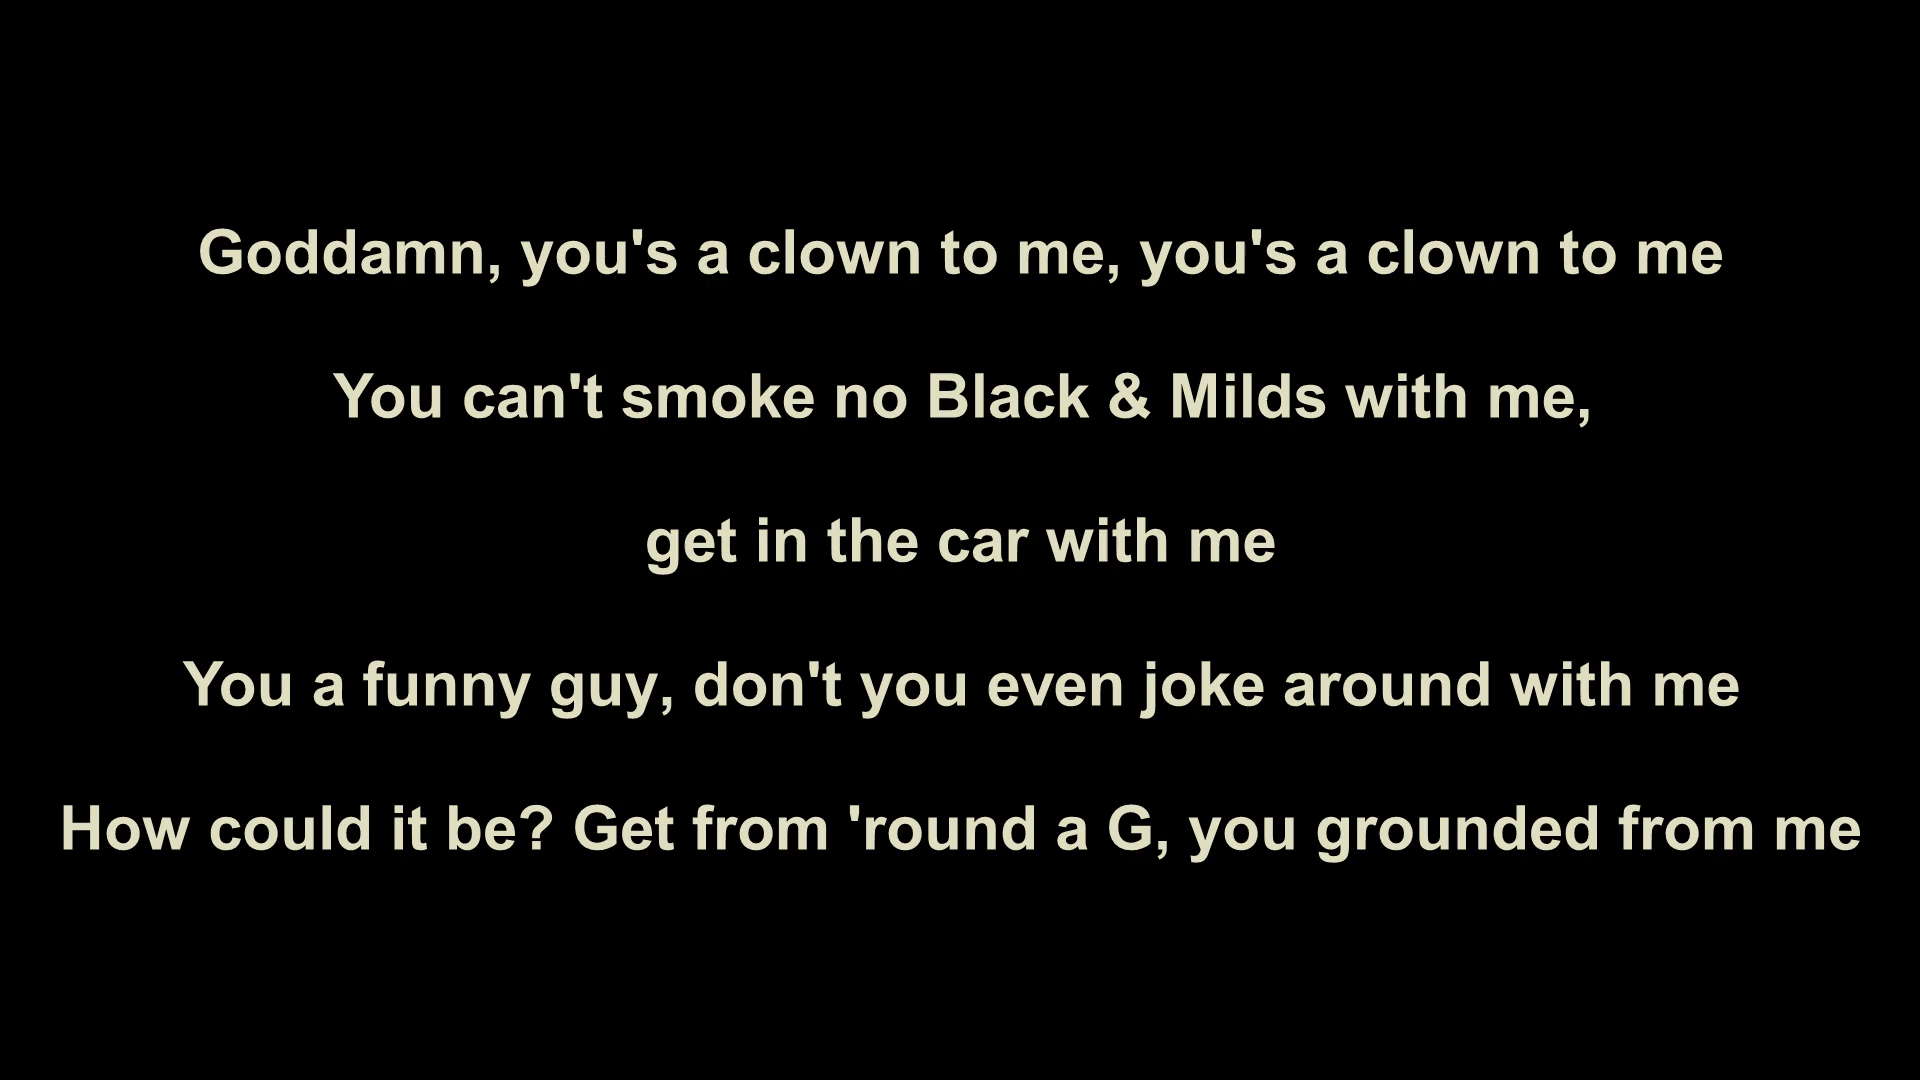 Goddamn, you's a clown to me, you's a clown to me
You can't smoke no Black & Milds with me,
get in the car with me
You a funny guy, don't you even joke around with me
How could it be? Get from 'round a G, you grounded from me